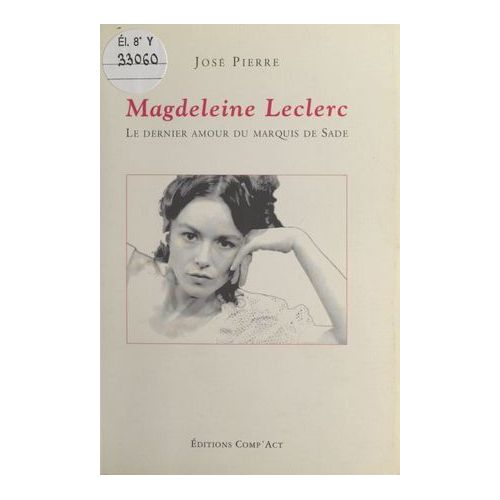 Él. 8° Y
33060
JOSÉ PIERRE
Magdeleine Leclerc
LE DERNIER AMOUR DU MARQUIS DE SADE
ÉDITIONS COMP'ACT